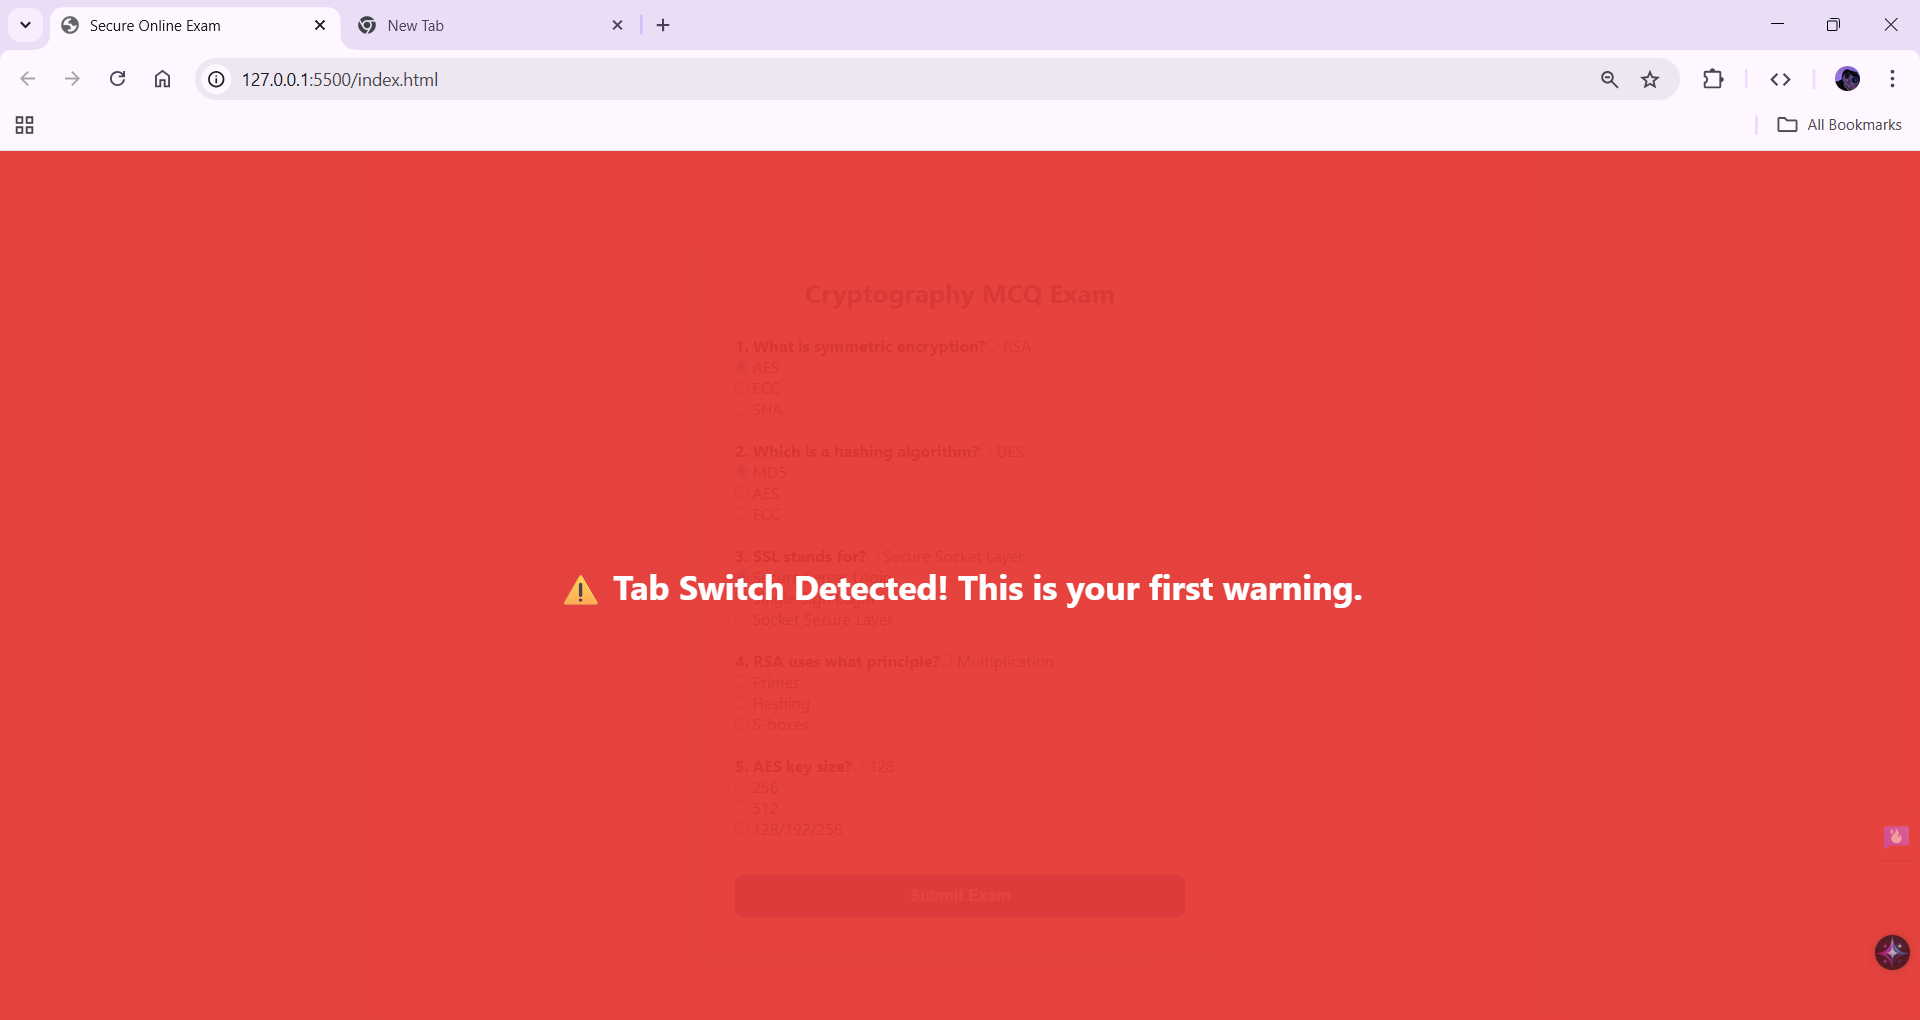 Secure Online Exam
New Tab
127.0.0.1:5500/index.html
All Bookmarks
Cryptography MCQ Exam
1. What is symmetric encryption? RSA
AES
ECC
SHA
2. Which is a hashing algorithm? DES
MD5
AES
ECC
3. SSL stands for? Secure Socket Layer
⚠️ Tab Switch Detected! This is your first warning.
Socket Secure Layer
4. RSA uses what principle? Multiplication
Primes
Hashing
S-boxes
5. AES key size? 128
256
512
128/192/256
Submit Exam